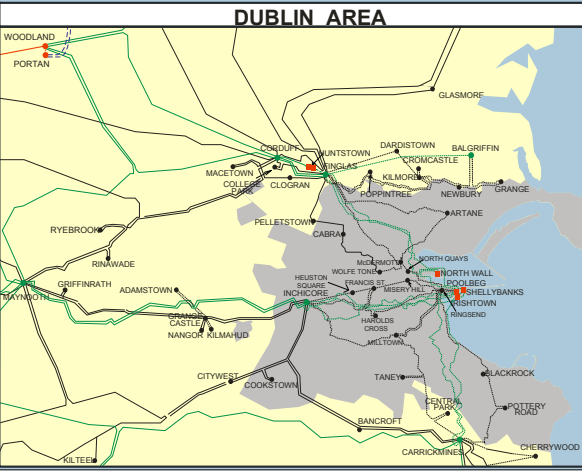 DUBLIN AREA
WOODLAND
PORTAN
GLASMORE
CORDUFF
HUNTSTOWN
FINGLAS
DARDISTOWN
CROMCASTLE
BALGRIFFIN
MACETOWN
COLLEGE
PARK
CLOGRAN
POPPINTREE
KILMORE
NEWBURY
GRANGE
PELLETSTOWN
ARTANE
CABRA
RYEBROOK
RINAWADE
McDERMOTT
NORTH QUAYS
WOLFE TONE
NORTH WALL
POOLBEG
SHELLYBANKS
IRISHTOWN
RINGSEND
GRIFFINRATH
MAYNOOTH
ADAMSTOWN
HEUSTON
SQUARE
INCHICORE
FRANCIS ST.
MISERY HILL
GRANGE
CASTLE
NANGOR
KILMAHUD
HAROLDS
CROSS
MILLTOWN
CITYWEST
COOKSTOWN
TANEY
BLACKROCK
CENTRAL
PARK
POTTERY
ROAD
BANCROFT
CARRICKMINES
CHERRYWOOD
KILTEEL